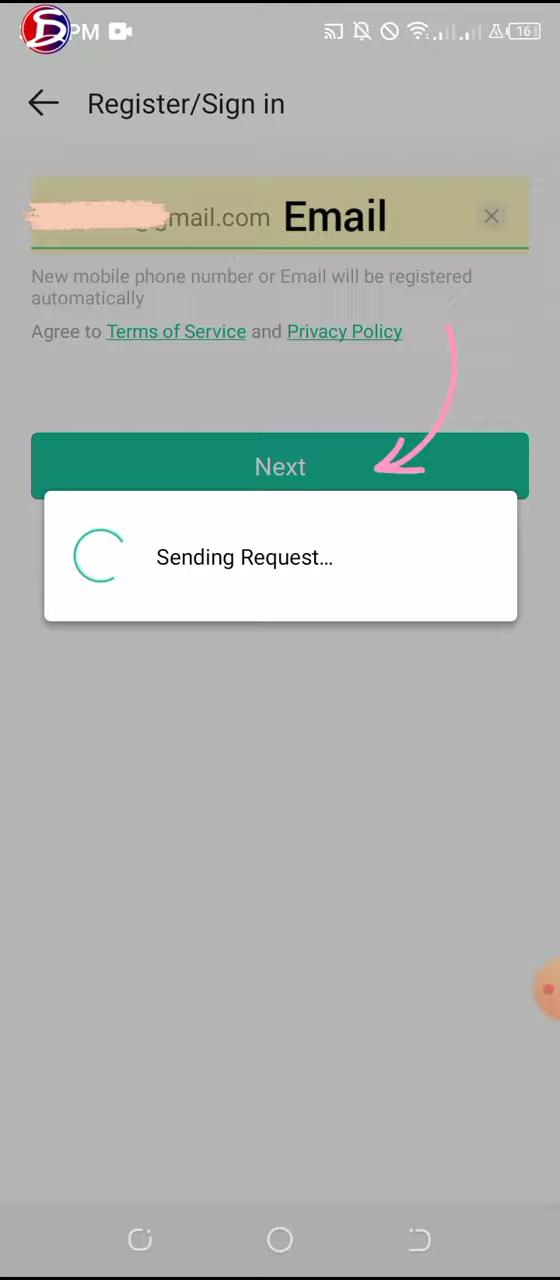 PM
16
Register/Sign in
@gmail.com Email
New mobile phone number or Email will be registered
automatically
Agree to Terms of Service and Privacy Policy
Next
Sending Request...